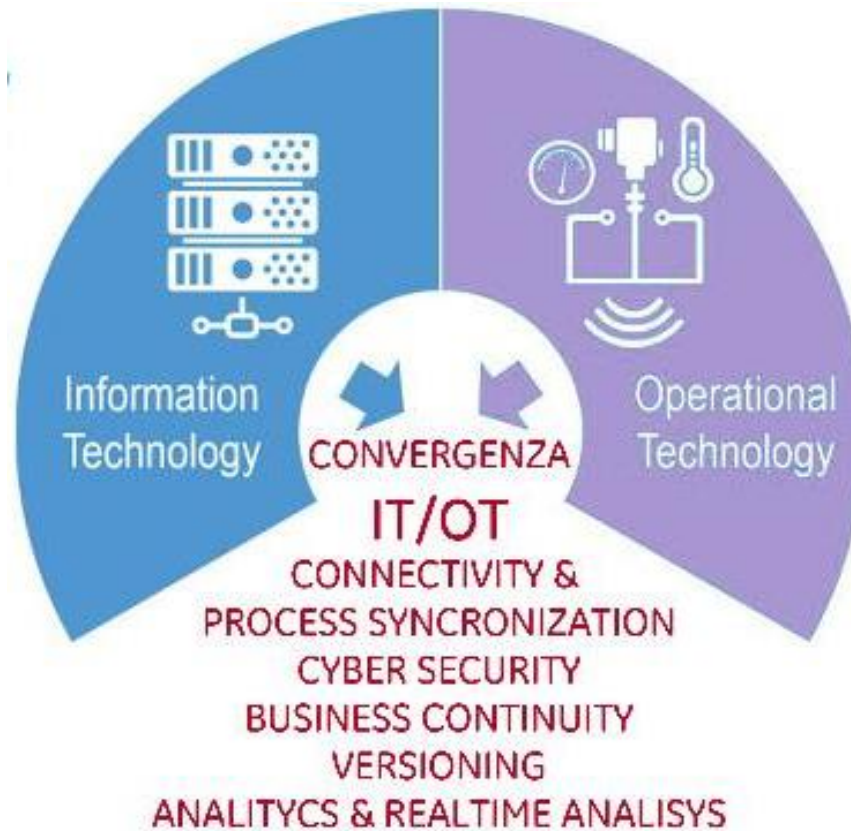 Information
Technology
Operational
Technology
CONVERGENZA
IT/OT
CONNECTIVITY &
PROCESS SYNCRONIZATION
CYBER SECURITY
BUSINESS CONTINUITY
VERSIONING
ANALITYCS & REALTIME ANALISYS